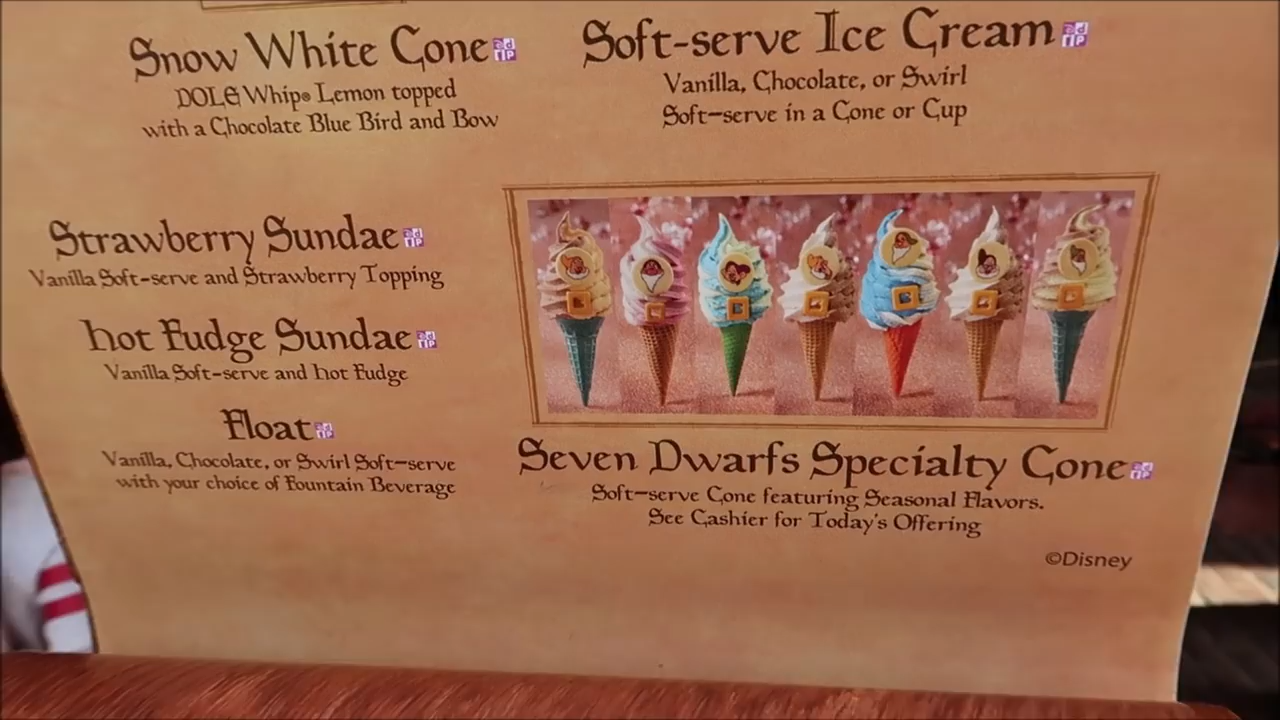 Snow White Cone
DOLE Whip® Lemon topped
with a Chocolate Blue Bird and Bow
Soft-serve Ice Cream
Vanilla, Chocolate, or Swirl
Soft-serve in a Cone or Cup
Strawberry Sundae
Vanilla Soft-serve and Strawberry Topping
Hot Fudge Sundae
Vanilla Soft-serve and Hot Fudge
Float
Vanilla, Chocolate, or Swirl Soft-serve
with your choice of Fountain Beverage
Seven Dwarfs Specialty Cone
Soft-serve Cone featuring Seasonal Flavors.
See Cashier for Today's Offering
©Disney